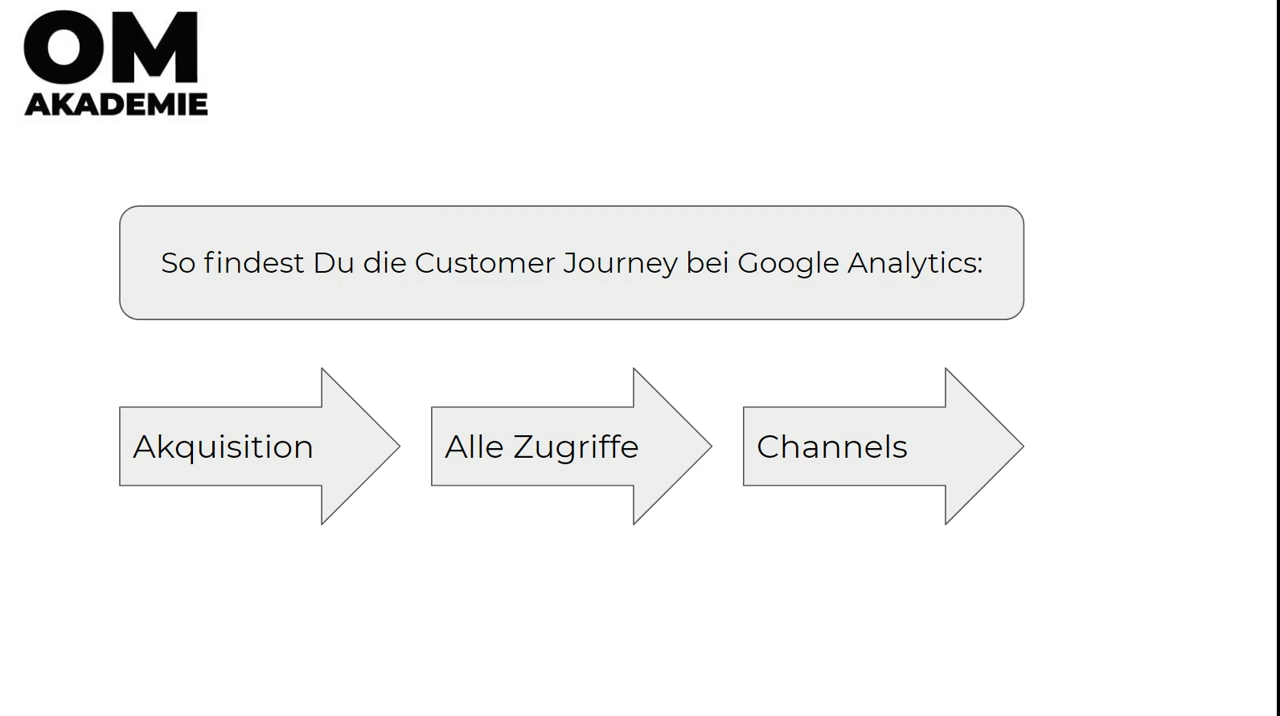 OM
AKADEMIE
So findest Du die Customer Journey bei Google Analytics:
Akquisition
Alle Zugriffe
Channels